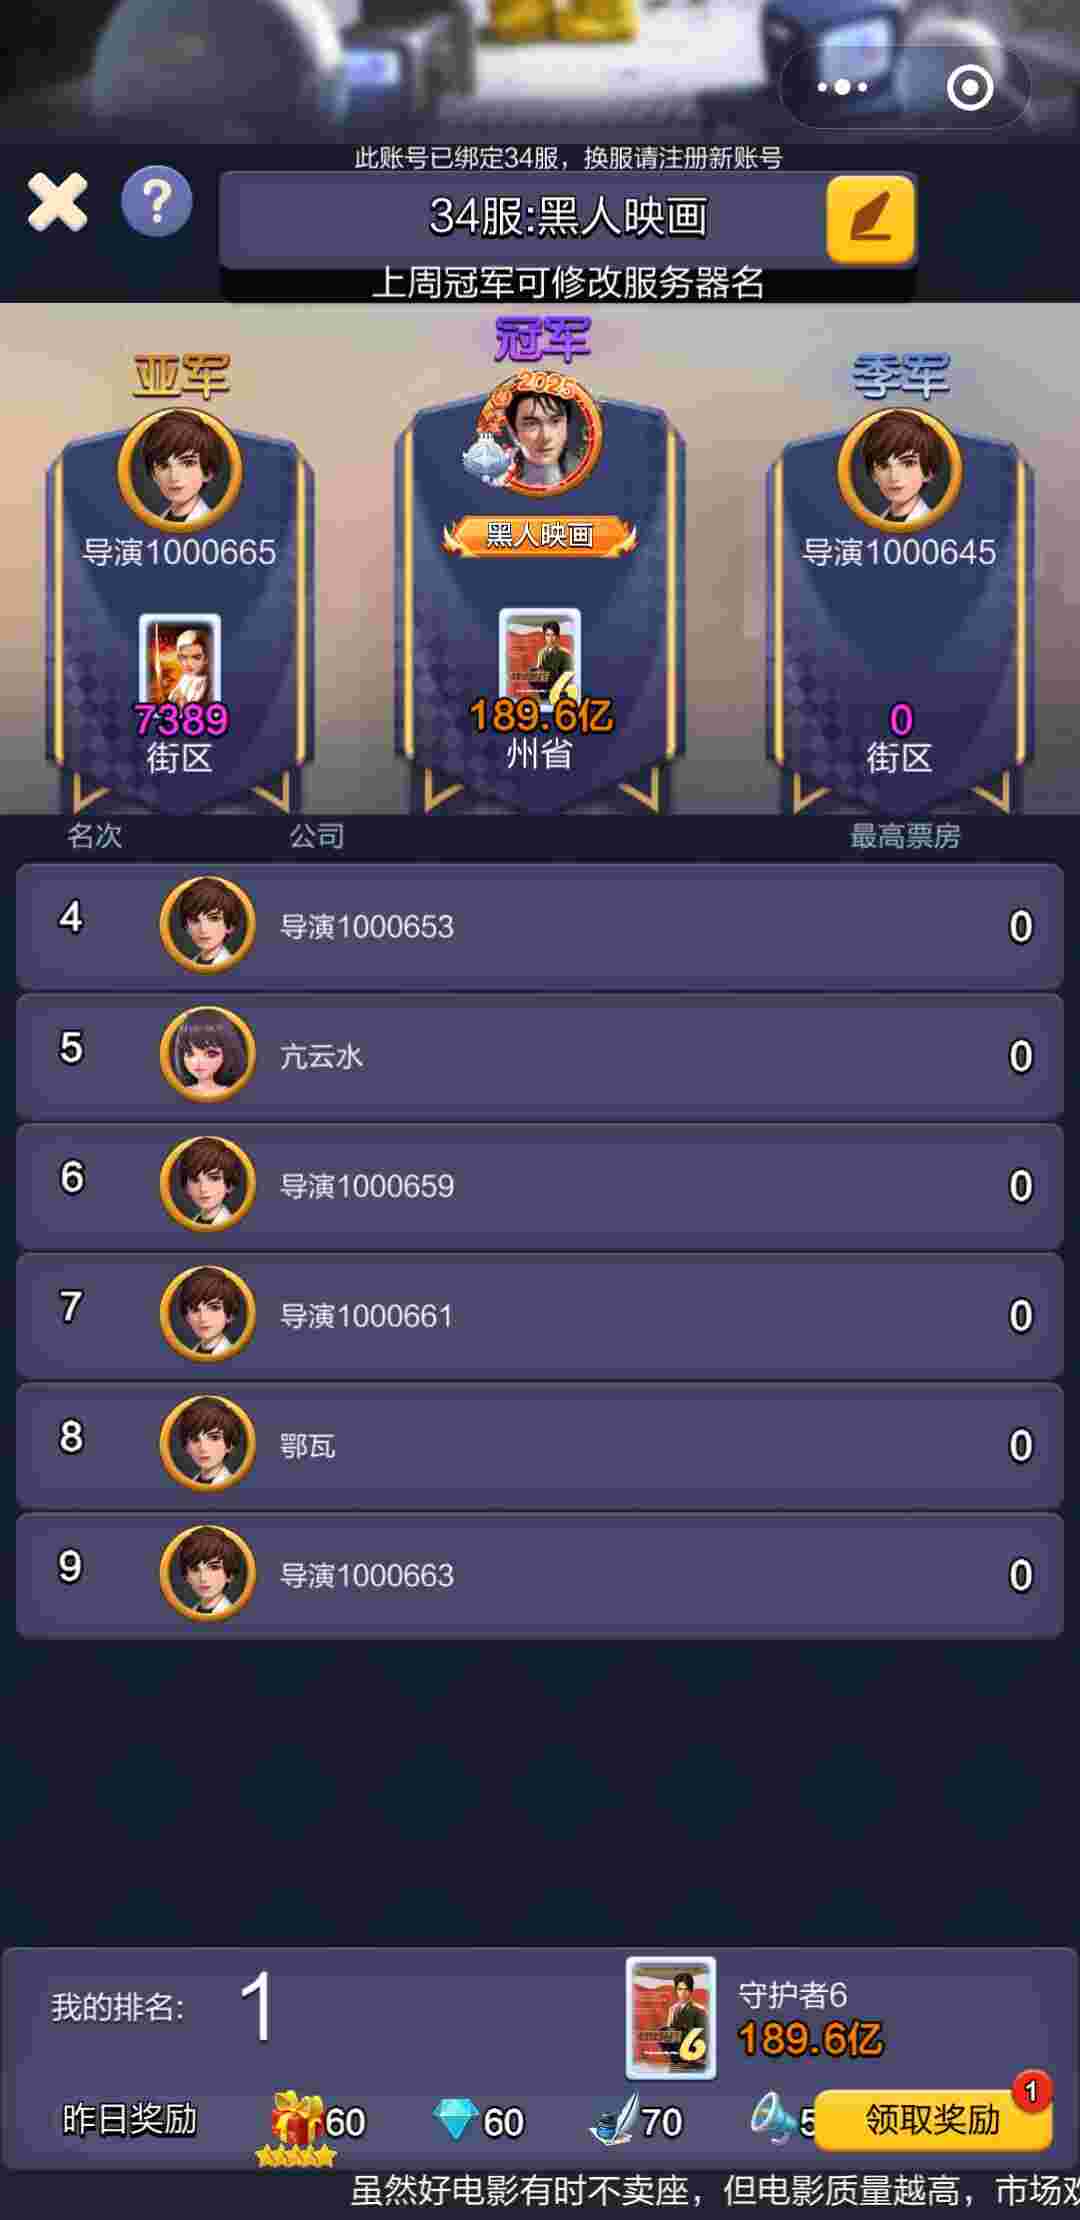 此账号已绑定34服，换服请注册新账号
34服:黑人映画
上周冠军可修改服务器名
亚军
冠军
季军
2025
黑人映画
导演1000665
导演1000645
6
7389
189.6亿
0
街区
州省
街区
名次
公司
最高票房
4
导演1000653
0
5
亢云水
0
6
导演1000659
0
7
导演1000661
0
8
鄂瓦
0
9
导演1000663
0
我的排名:
1
6
守护者6
189.6亿
昨日奖励
60
60
70
5
领取奖励
1
虽然好电影有时不卖座，但电影质量越高，市场欢